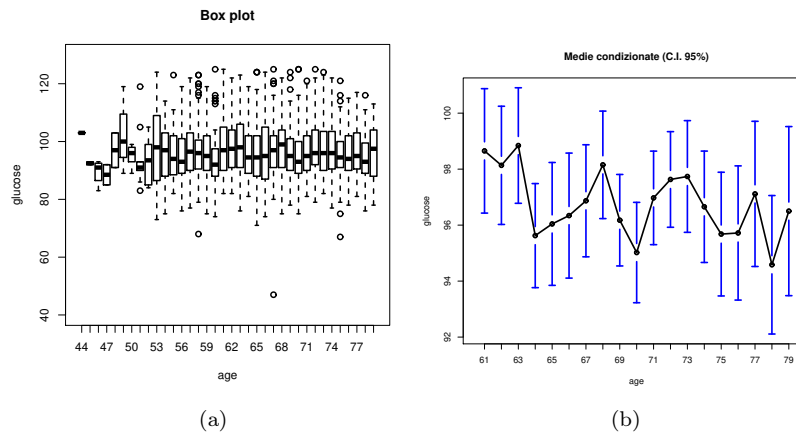 Box plot
glucose
120
100
80
60
40
44 47 50 53 56 59 62 65 68 71 74 77
age
(a)
Medie condizionate (C.I. 95%)
glucose
100
98
96
94
92
61 63 65 67 69 71 73 75 77 79
age
(b)